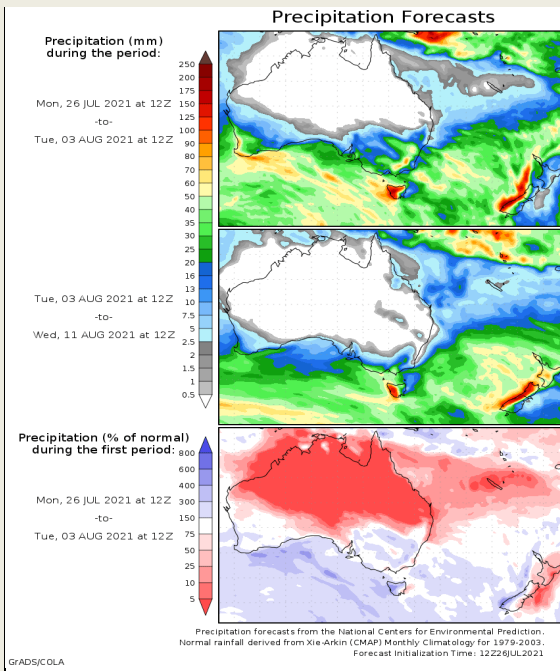 Precipitation Forecasts
Precipitation (mm)
during the period:
250
200
175
150
125
100
90
80
70
60
50
40
35
30
25
20
16
13
10
7.5
5
2.5
2
1.5
1
0.5
Mon, 26 JUL 2021 at 12Z
-to-
Tue, 03 AUG 2021 at 12Z
Tue, 03 AUG 2021 at 12Z
-to-
Wed, 11 AUG 2021 at 12Z
Precipitation (% of normal)
during the first period:
800
600
400
300
150
75
50
25
10
5
Mon, 26 JUL 2021 at 12Z
-to-
Tue, 03 AUG 2021 at 12Z
Precipitation forecasts from the National Centers for Environmental Prediction.
Normal rainfall derived from Xie-Arkin (CMAP) Monthly Climatology for 1979-2003.
Forecast Initialization Time: 12Z26JUL2021
GrADS/COLA